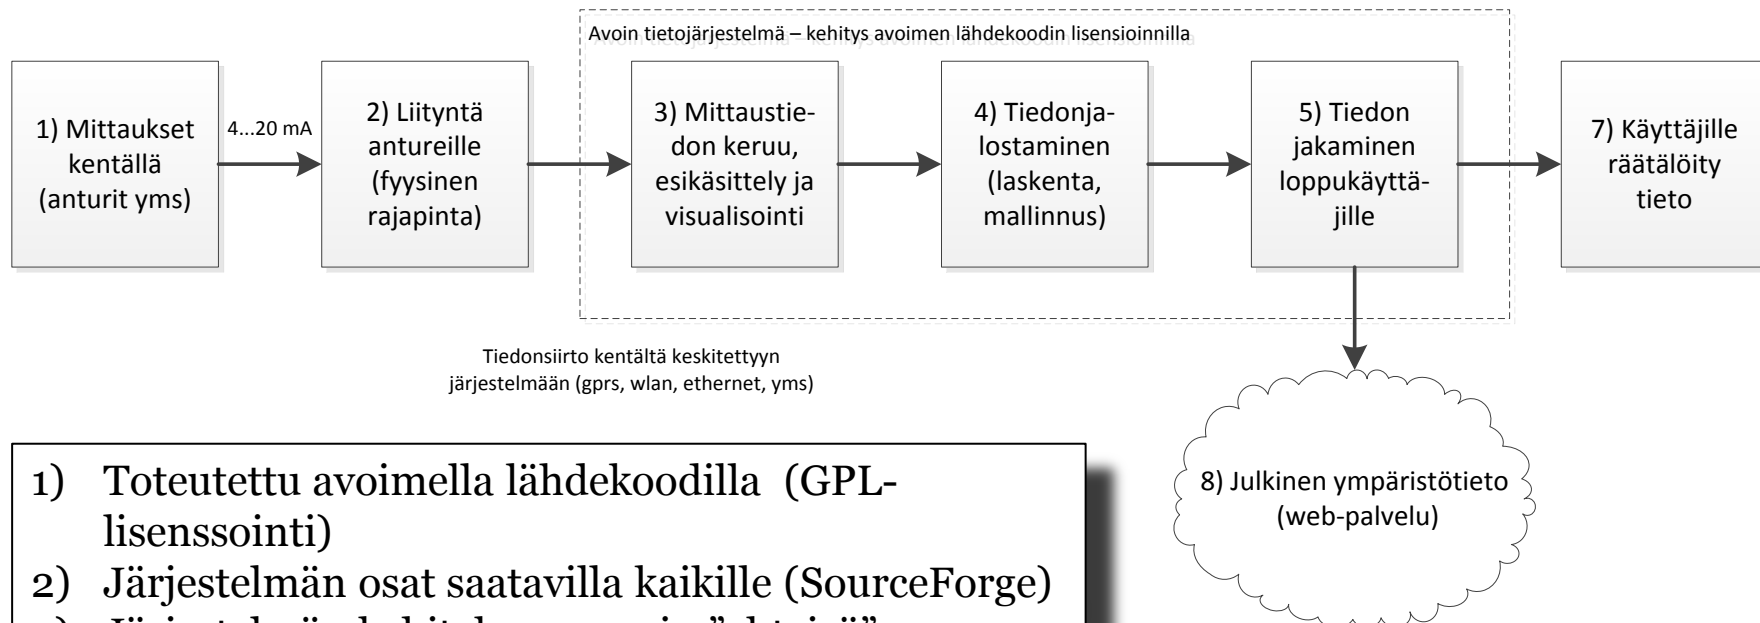 Avoin tietojärjestelmä – kehitys avoimen lähdekoodin lisensioinnilla
1) Mittaukset
kentällä
(anturit yms)
4...20 mA
2) Liityntä
antureille
(fyysinen
rajapinta)
3) Mittaustie-
don keruu,
esikäsittely ja
visualisointi
4) Tiedonja-
lostaminen
(laskenta,
mallinnus)
5) Tiedon
jakaminen
loppukäyttä-
jille
7) Käyttäjille
räätälöity
tieto
Tiedonsiirto kentältä keskitettyyn
järjestelmään (gprs, wlan, ethernet, yms)
8) Julkinen ympäristötieto
(web-palvelu)
1) Toteutettu avoimella lähdekoodilla (GPL-
lisenssointi)
2) Järjestelmän osat saatavilla kaikille (SourceForge)